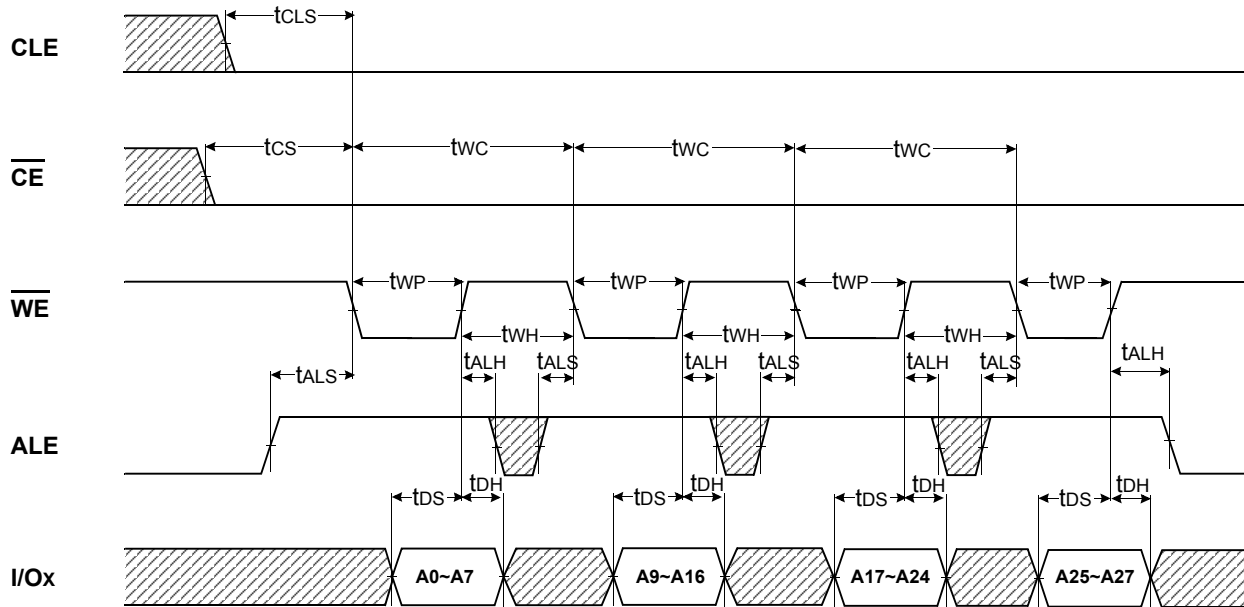 tCLS
CLE
tCS tWC tWC tWC
CE
tWP tWP tWP tWP
WE
tWH tWH tWH
tALH tALS tALH tALS tALH tALS tALH
tALS
ALE
tDS tDH tDS tDH tDS tDH tDS tDH
I/Ox A0~A7 A9~A16 A17~A24 A25~A27